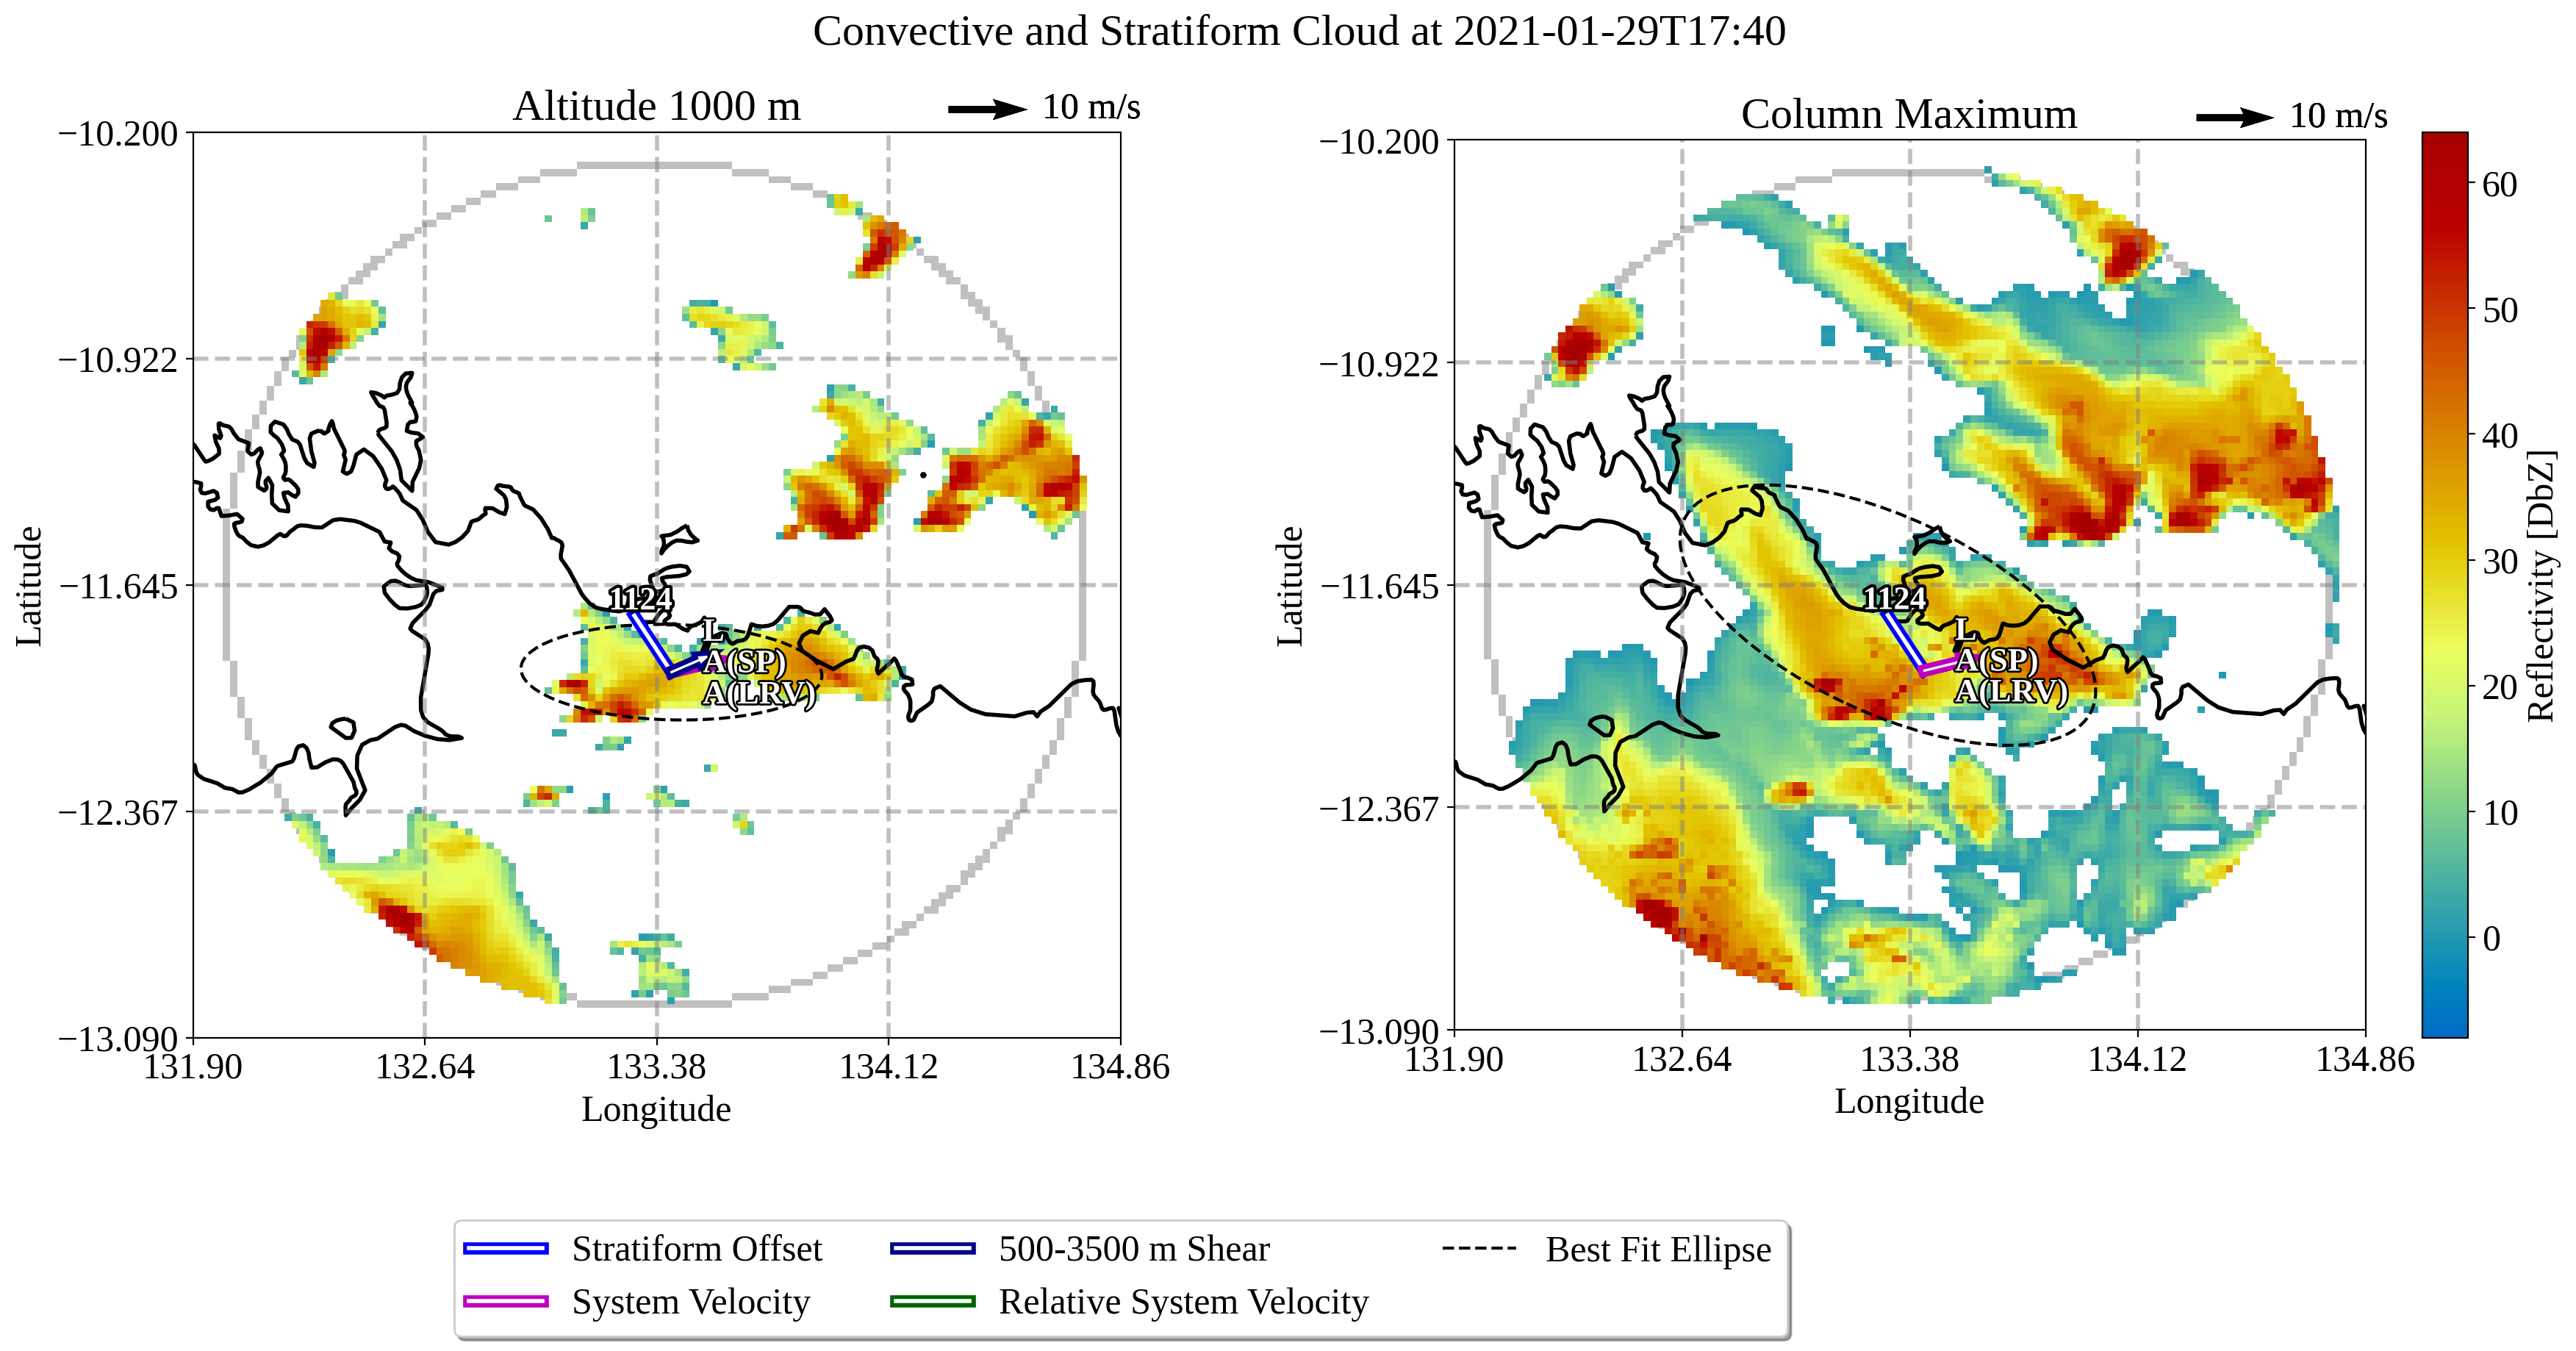 Convective and Stratiform Cloud at 2021-01-29T17:40
Altitude 1000 m
10 m/s
−10.200
−10.922
−11.645
−12.367
−13.090
131.90
132.64
133.38
134.12
134.86
Latitude
Longitude
1124
L
A(SP)
A(LRV)
Column Maximum
10 m/s
−10.200
−10.922
−11.645
−12.367
−13.090
131.90
132.64
133.38
134.12
134.86
Latitude
Longitude
1124
L
A(SP)
A(LRV)
60
50
40
30
20
10
0
Reflectivity [DbZ]
Stratiform Offset
System Velocity
500-3500 m Shear
Relative System Velocity
Best Fit Ellipse